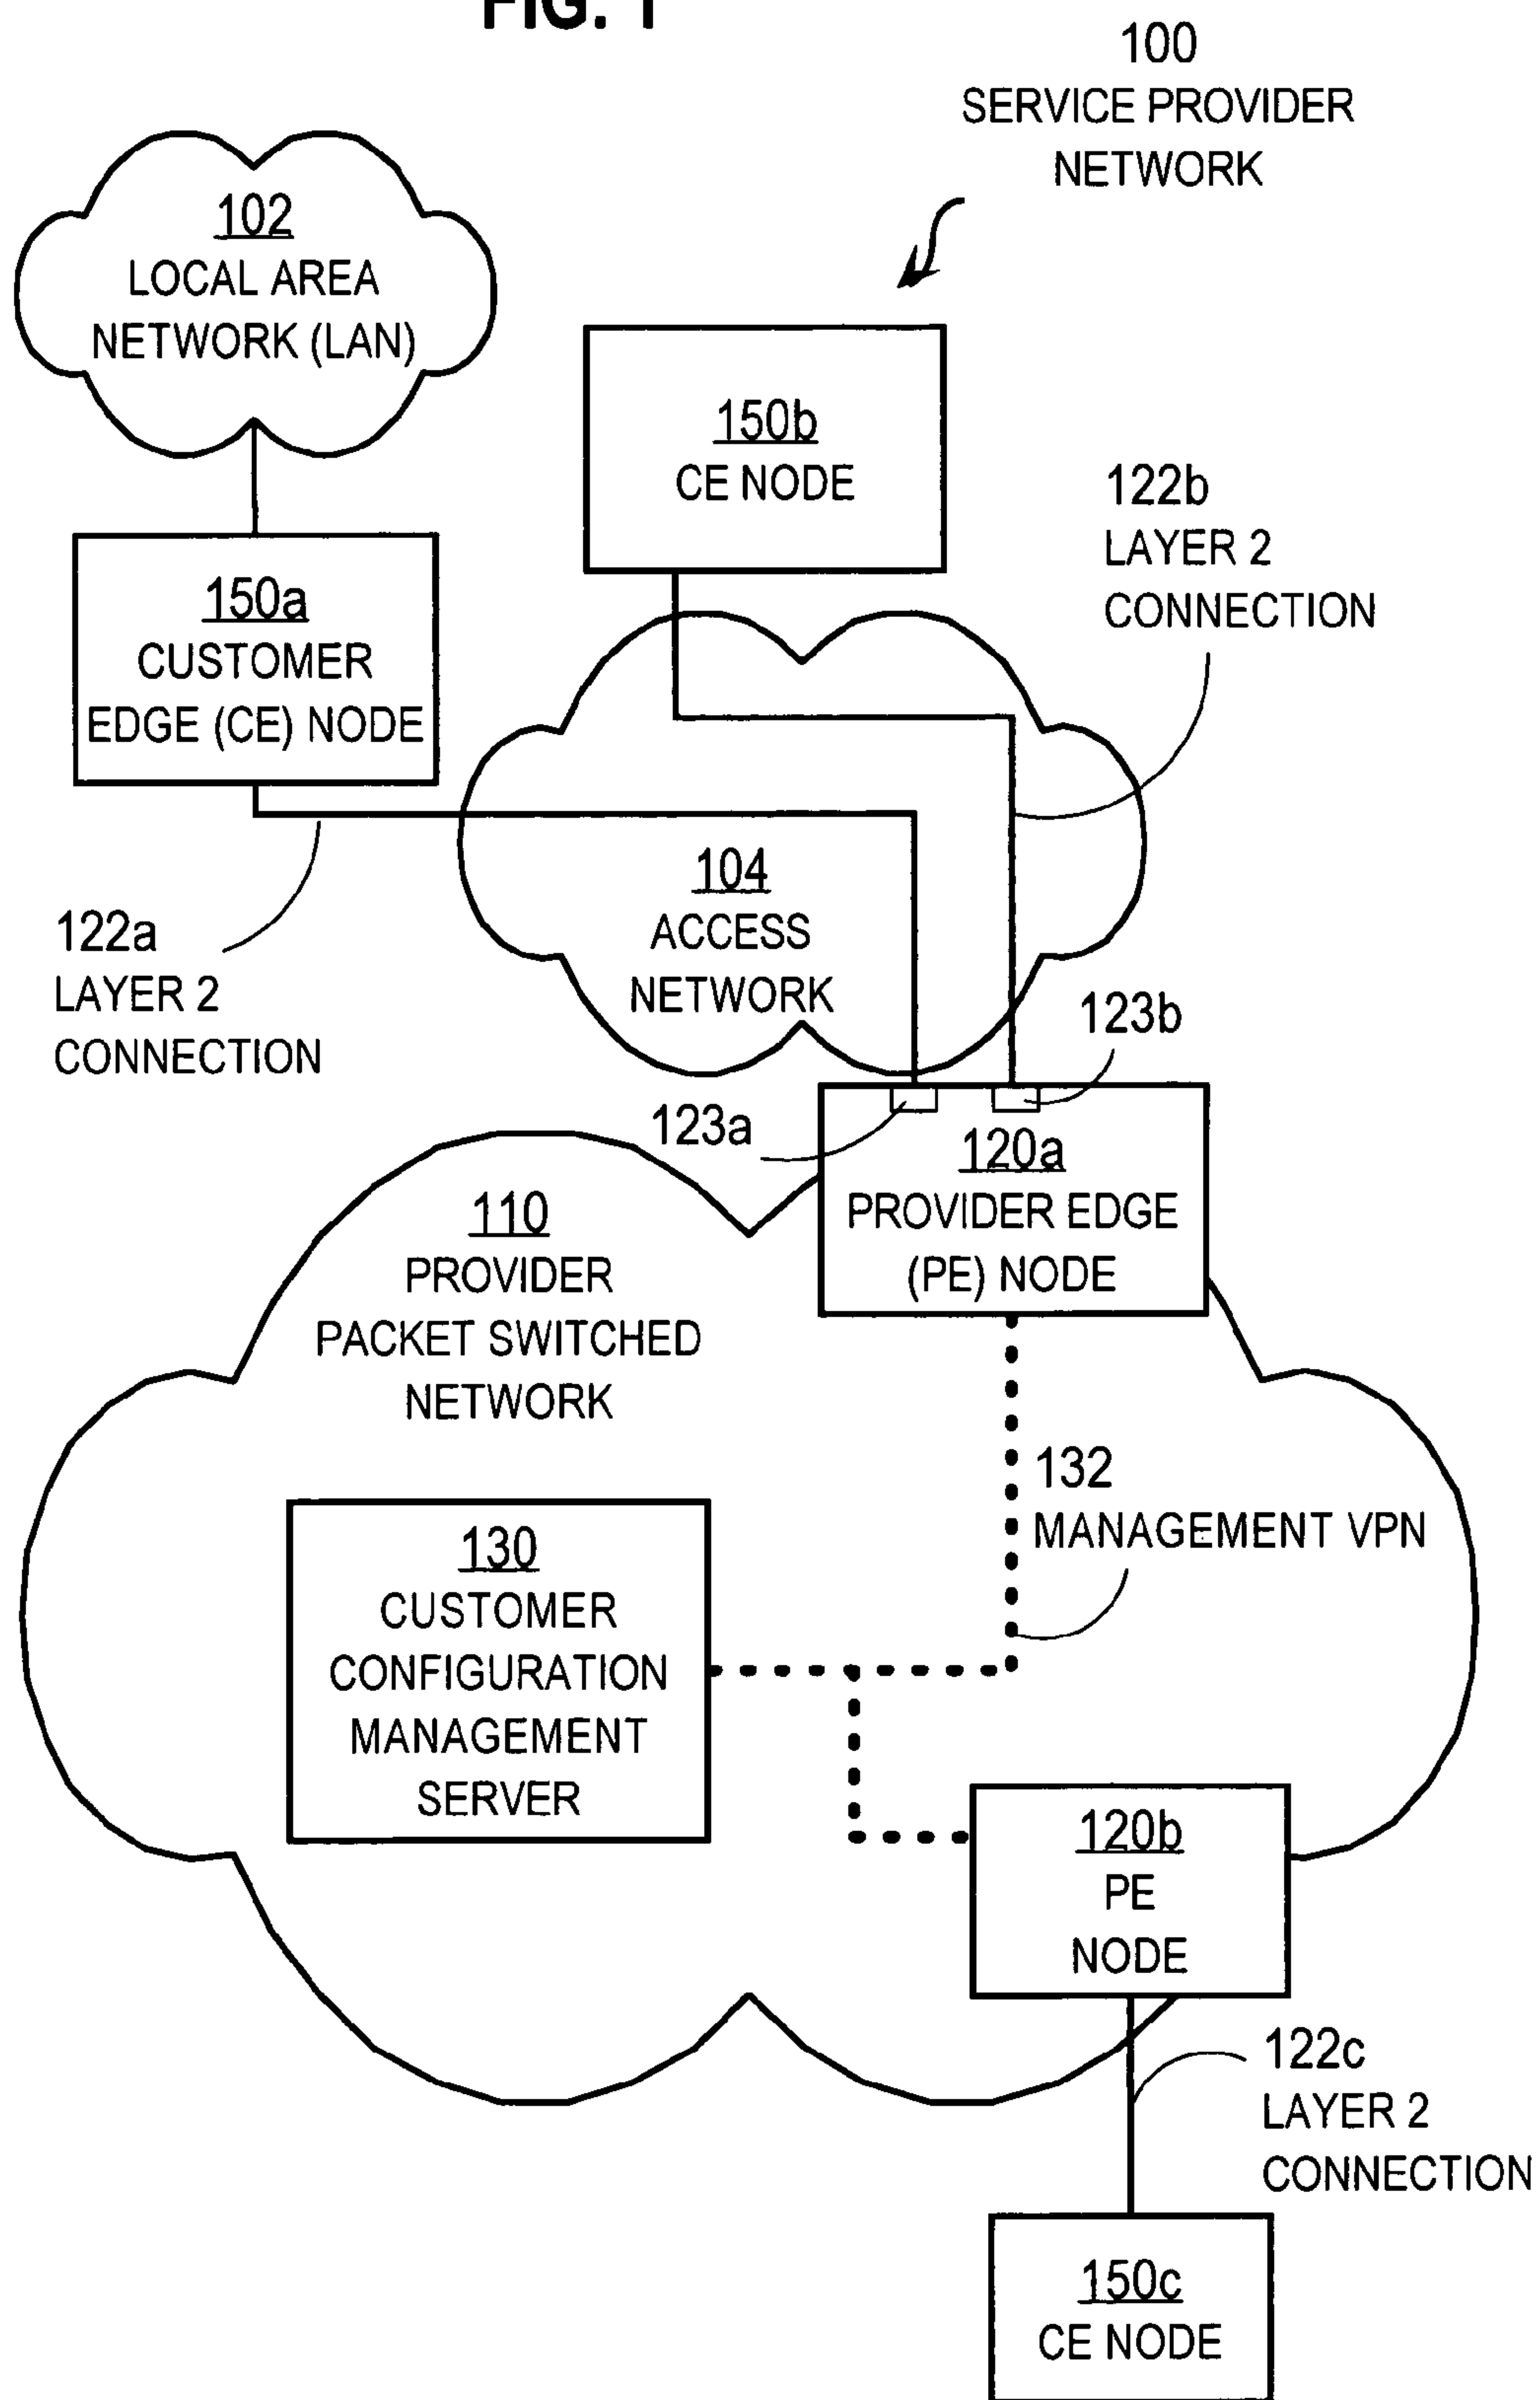 FIG. 1
100
SERVICE PROVIDER
NETWORK
102
LOCAL AREA
NETWORK (LAN)
150b
CE NODE
122b
LAYER 2
CONNECTION
150a
CUSTOMER
EDGE (CE) NODE
104
ACCESS
NETWORK
122a
LAYER 2
CONNECTION
123b
123a
120a
PROVIDER EDGE
(PE) NODE
110
PROVIDER
PACKET SWITCHED
NETWORK
132
MANAGEMENT VPN
130
CUSTOMER
CONFIGURATION
MANAGEMENT
SERVER
120b
PE
NODE
122c
LAYER 2
CONNECTION
150c
CE NODE